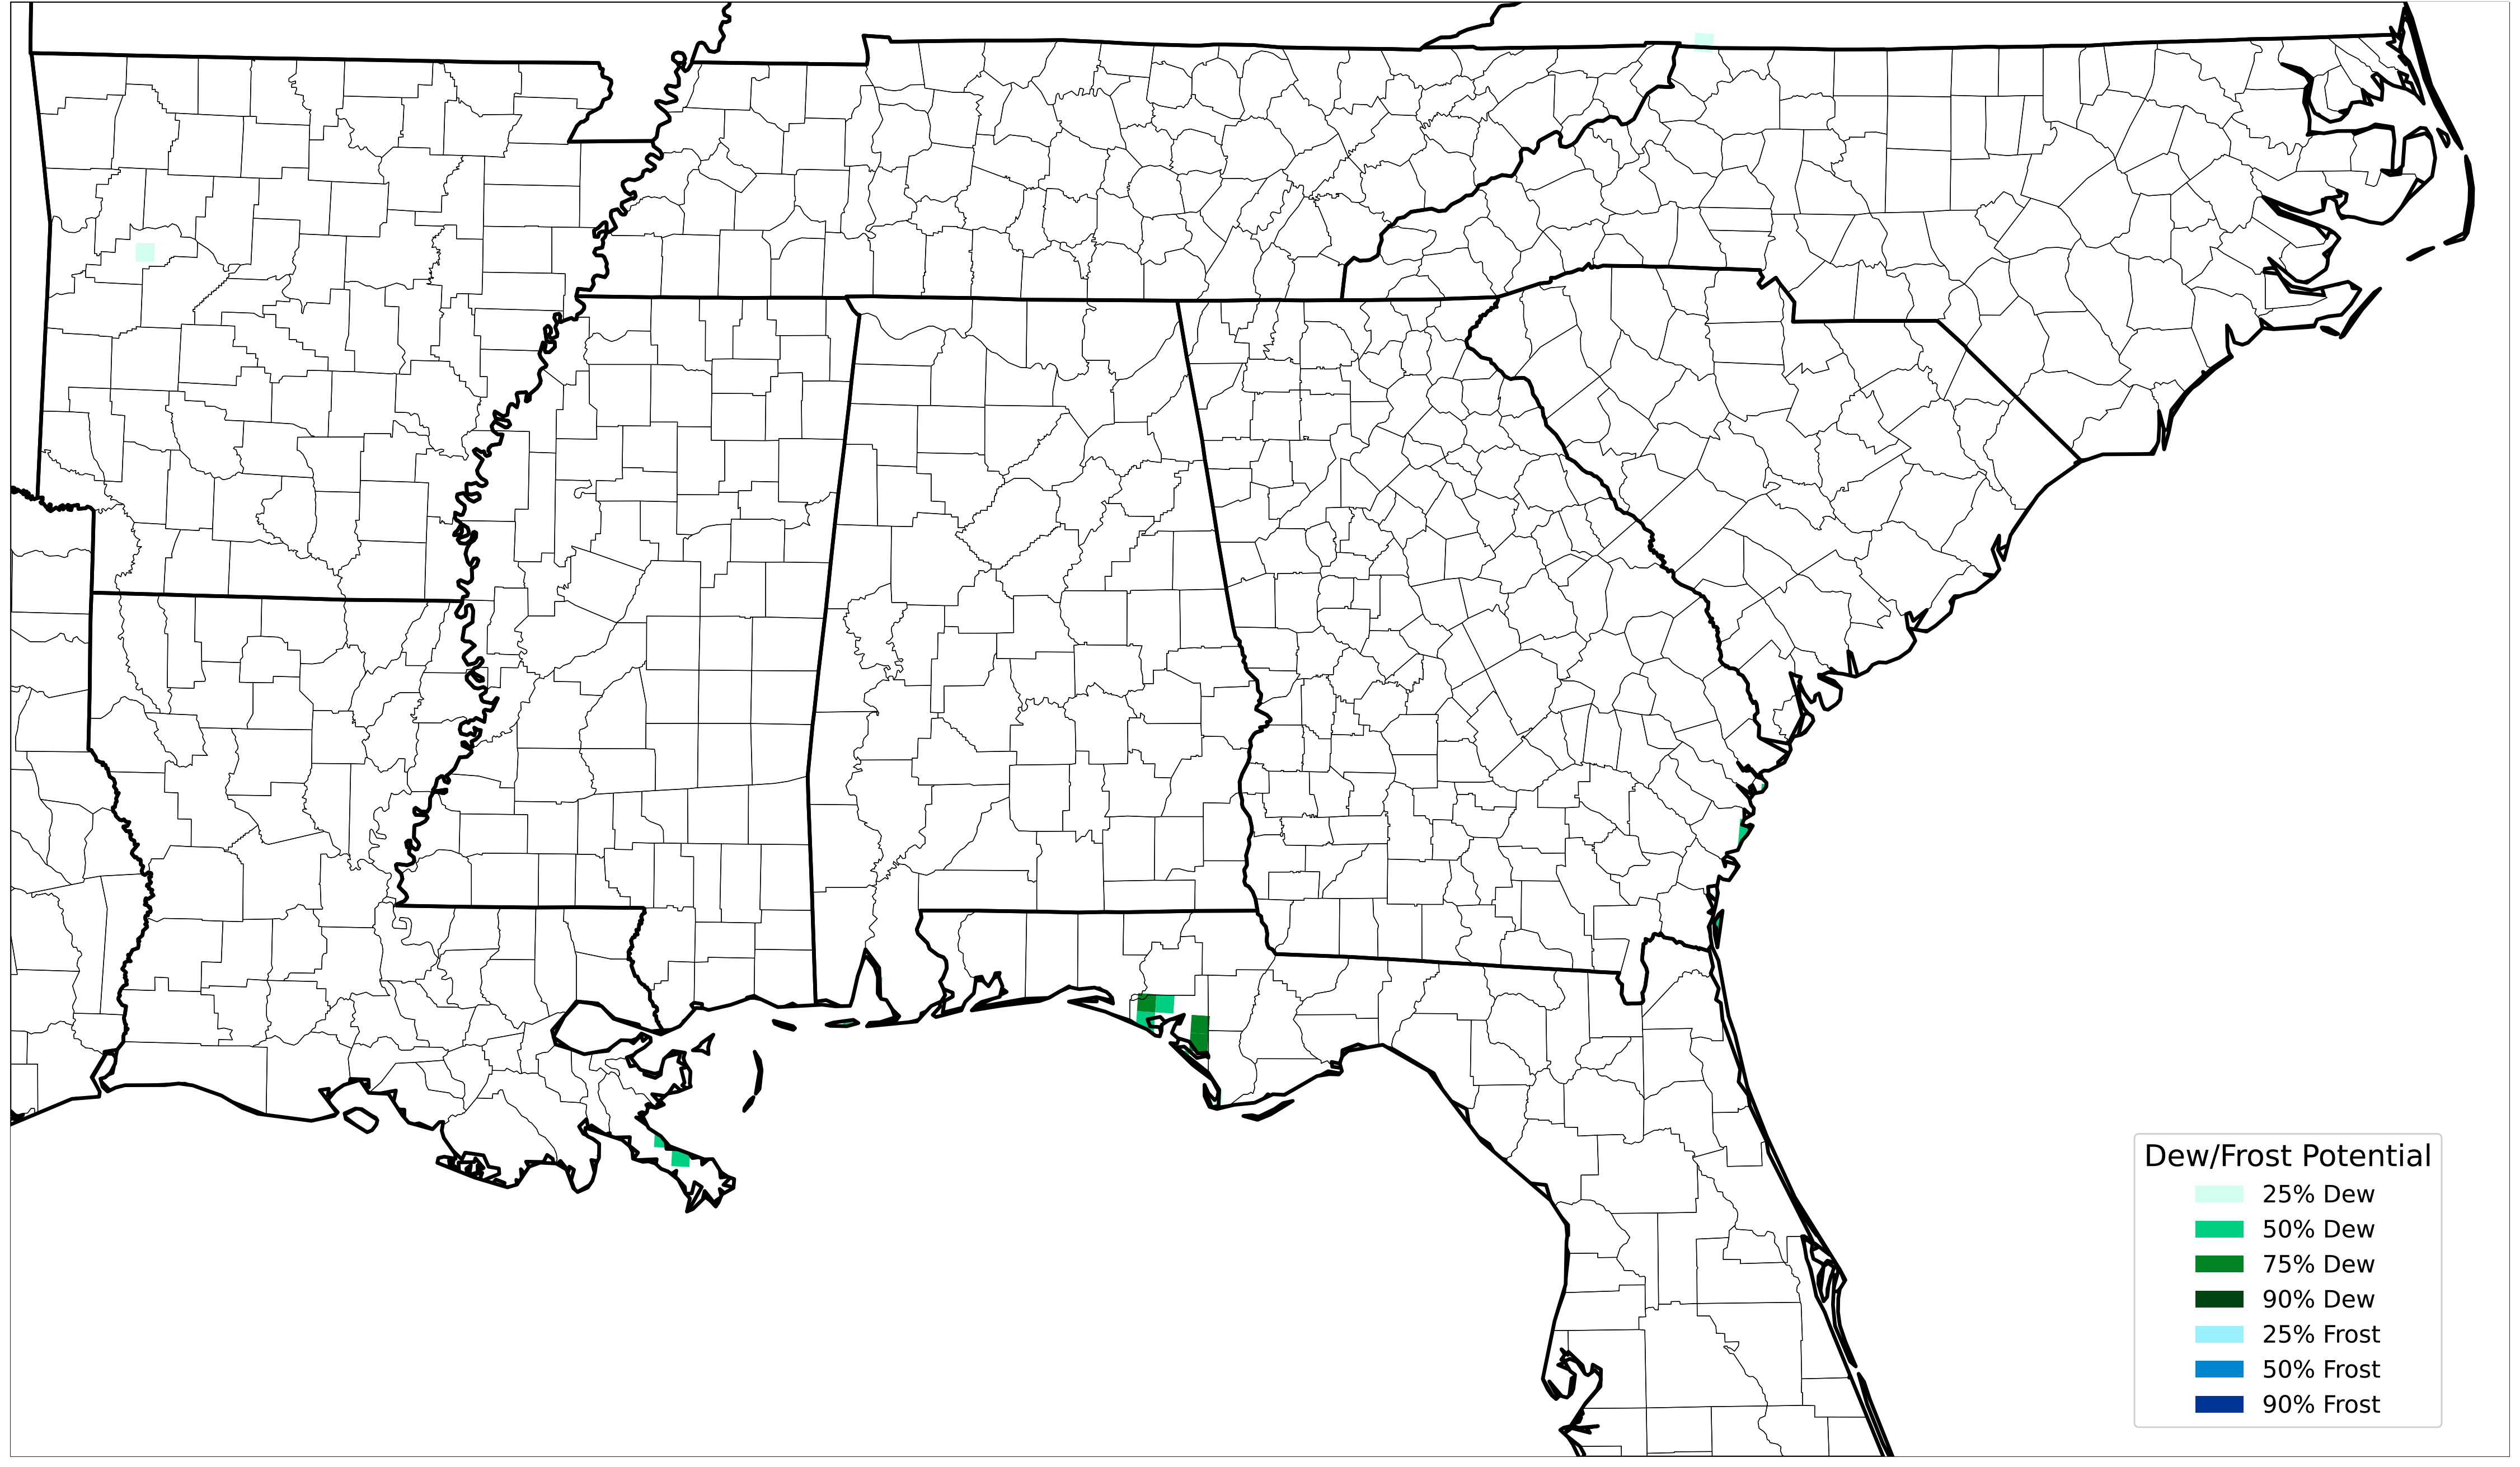 Dew/Frost Potential
25% Dew
50% Dew
75% Dew
90% Dew
25% Frost
50% Frost
90% Frost